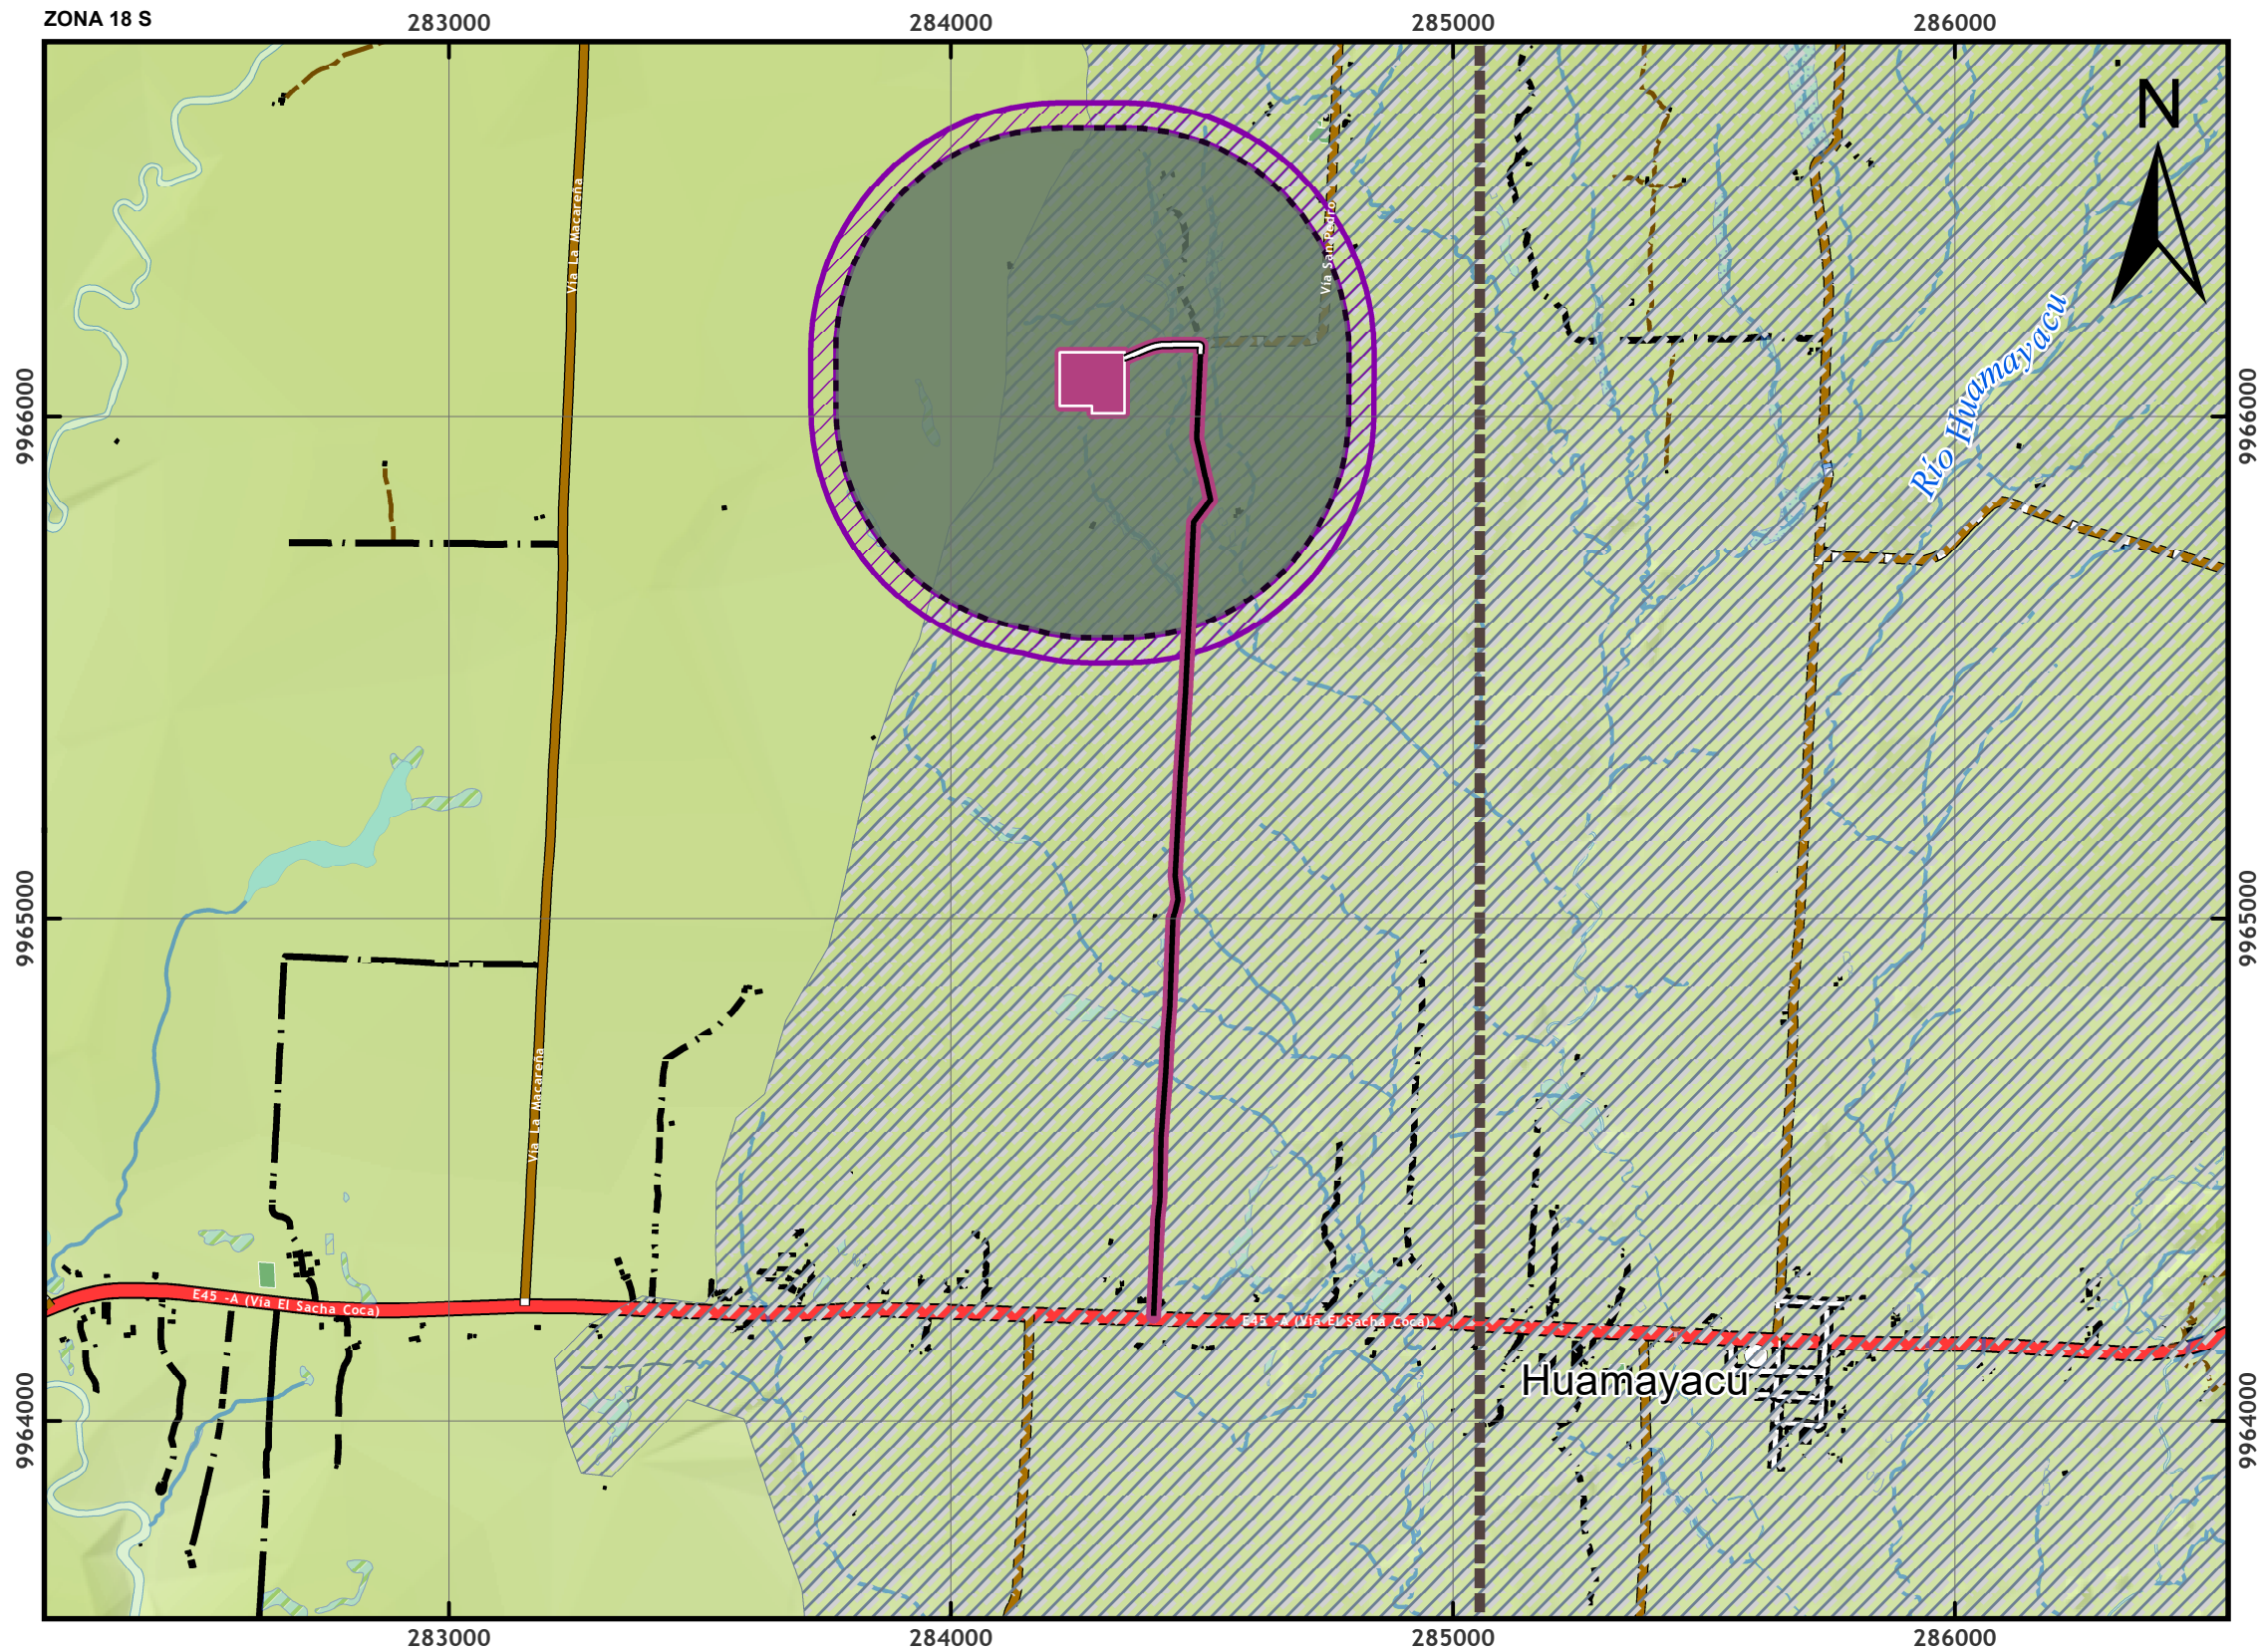 ZONA 18 S
283000
284000
285000
286000
N
Vía La Macareña
Vía San Pedro
Río Huamayacu
9966000
9966000
9965000
9965000
Vía La Macareña
E45 -A (Vía El Sacha Coca)
E45 -A (Vía El Sacha Coca)
Huamayacu
9964000
9964000
283000
284000
285000
286000